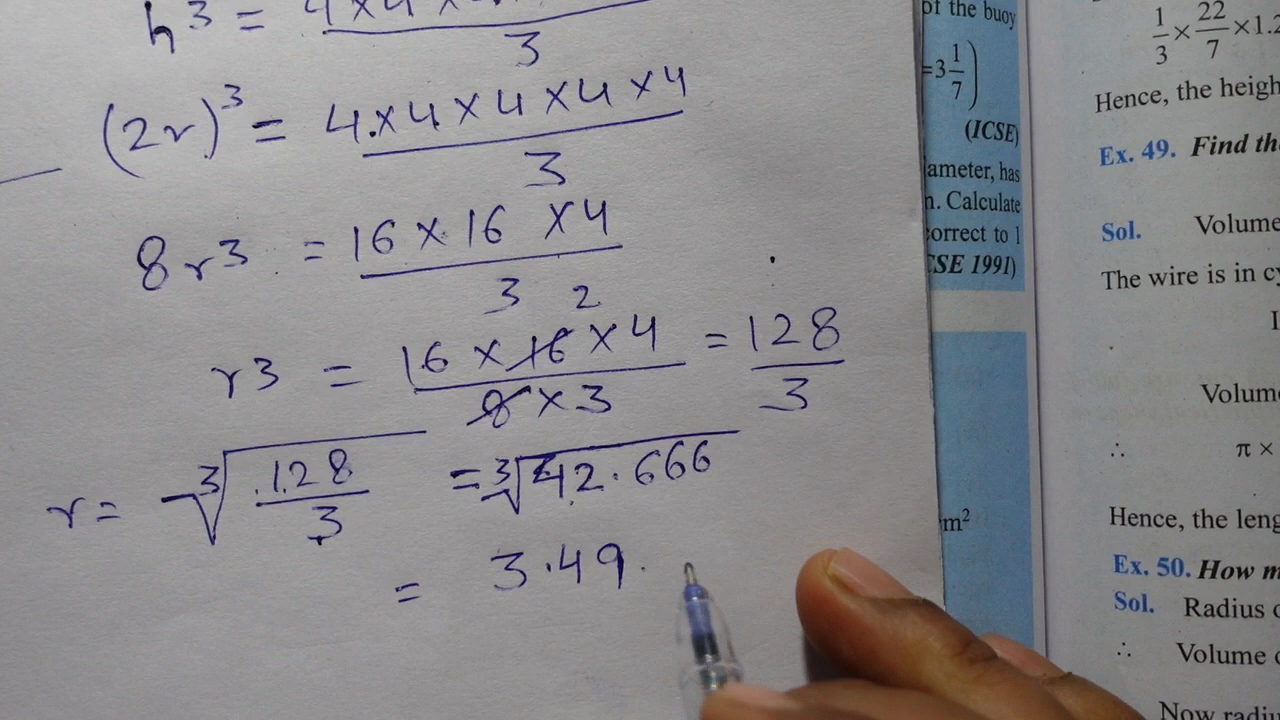 h³ = 4 × 4 ×
3
(2r)³ = 4 × 4 × 4 × 4 × 4
3
8r³ = 16 × 16 × 4
3
2
r3 = 16 × 16 × 4 = 128
8 × 3 3
r = ∛128 = ∛42.666
3
= 3.49.
of the buoy
=3 1/7)
(ICSE)
ameter, has
n. Calculate
correct to 1
CSE 1991)
m²
1/3 × 22/7 × 1.2
Hence, the heigh
Ex. 49. Find th
Sol. Volume
The wire is in cy
Volum
∴ π ×
Hence, the leng
Ex. 50. How m
Sol. Radius
∴ Volume
Now radiu